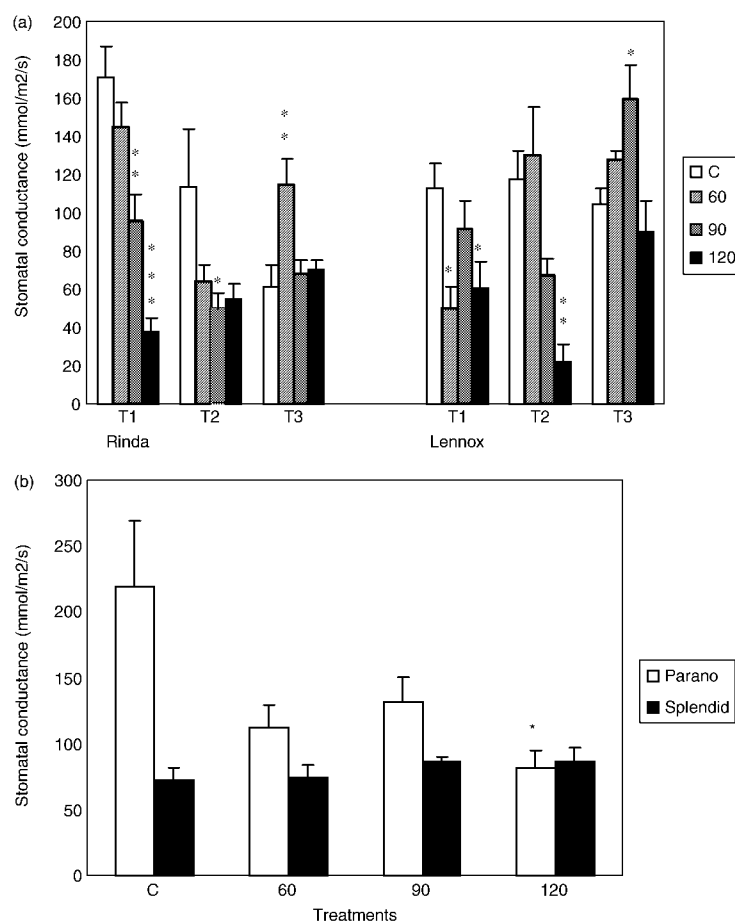 (a)
Stomatal conductance (mmol/m2/s)
200
180
160
140
120
100
80
60
40
20
0
* *
* * *
*
* *
*
*
* *
*
T1 T2 T3 T1 T2 T3
Rinda Lennox
C
60
90
120
(b)
Stomatal conductance (mmol/m2/s)
300
250
200
150
100
50
0
*
C 60 90 120
Treatments
Parano
Splendid